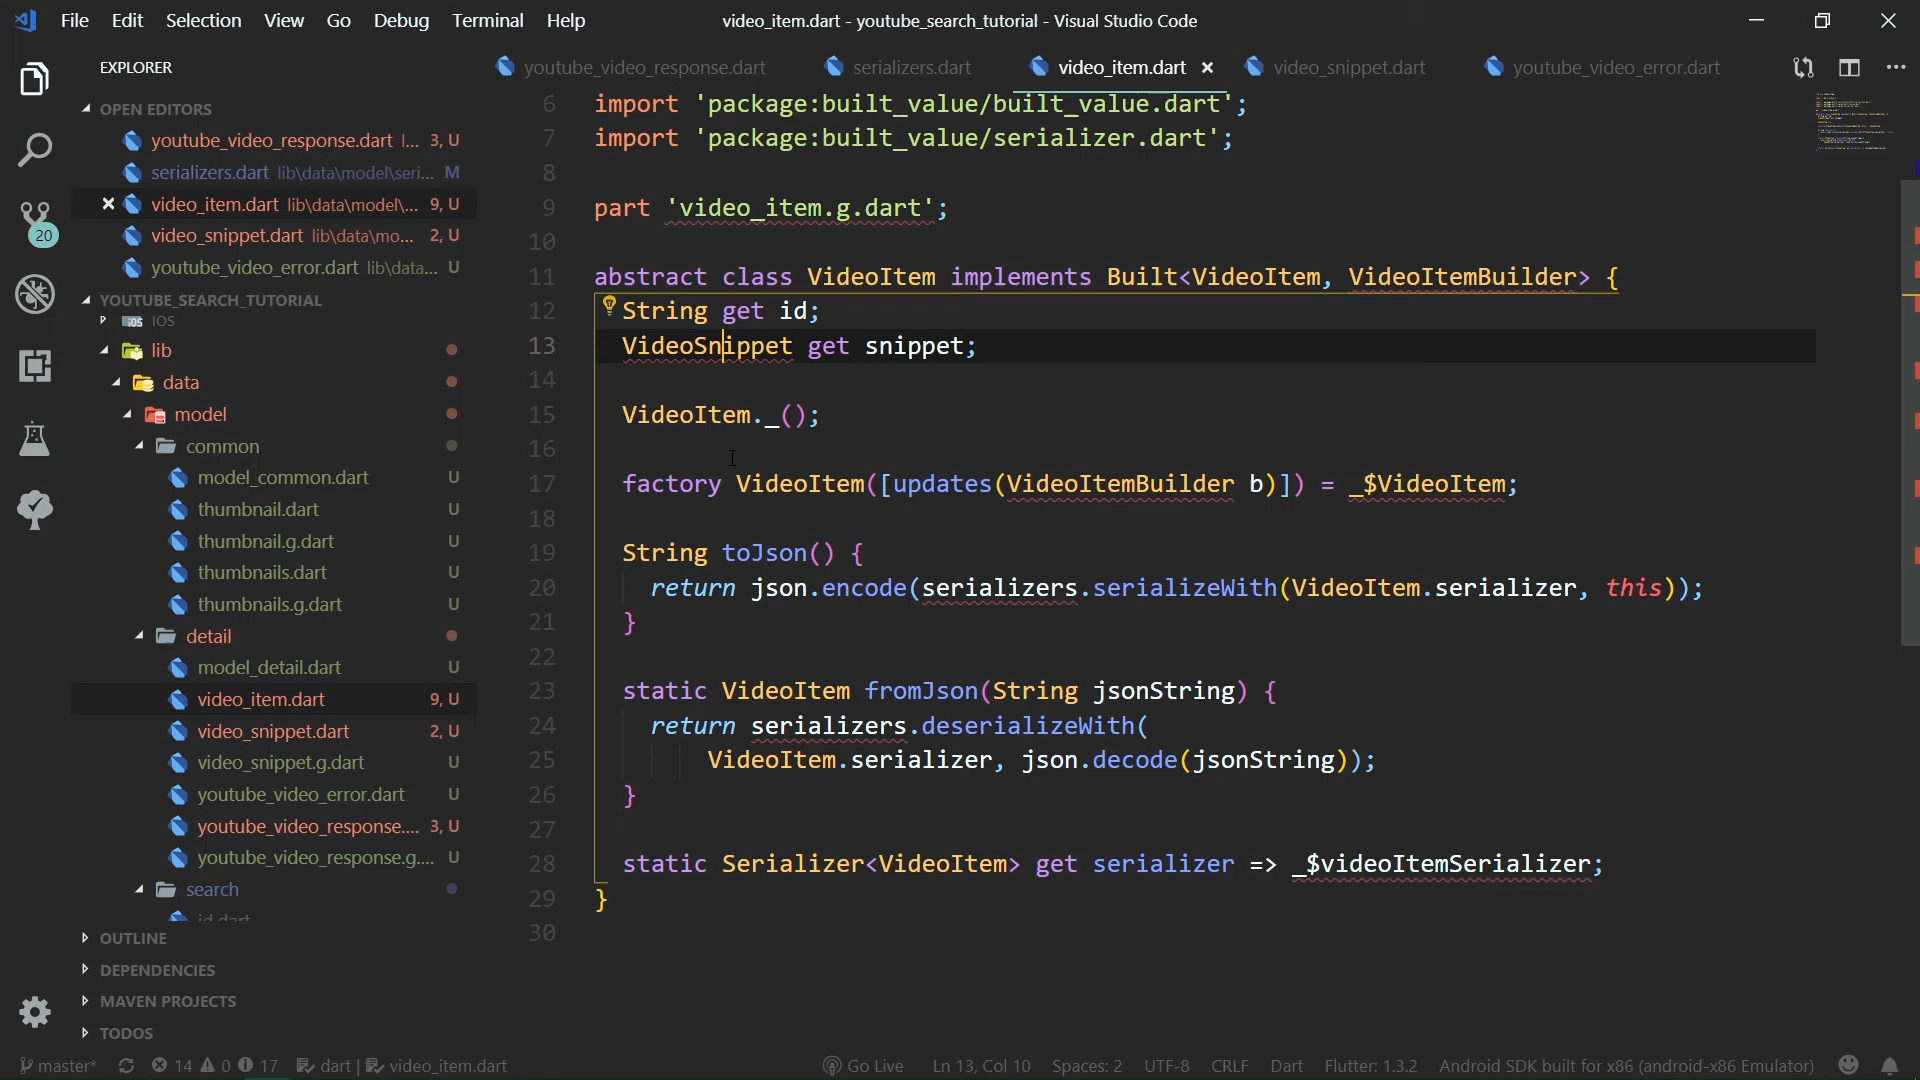 File Edit Selection View Go Debug Terminal Help
video_item.dart - youtube_search_tutorial - Visual Studio Code
EXPLORER
OPEN EDITORS
youtube_video_response.dart l... 3, U
serializers.dart lib\data\model\seri... M
video_item.dart lib\data\model\... 9, U
video_snippet.dart lib\data\mo... 2, U
youtube_video_error.dart lib\data... U
YOUTUBE_SEARCH_TUTORIAL
ios
lib
data
model
common
model_common.dart U
thumbnail.dart U
thumbnail.g.dart U
thumbnails.dart U
thumbnails.g.dart U
detail
model_detail.dart U
video_item.dart 9, U
video_snippet.dart 2, U
video_snippet.g.dart U
youtube_video_error.dart U
youtube_video_response.... 3, U
youtube_video_response.g.... U
search
id.dart
OUTLINE
DEPENDENCIES
MAVEN PROJECTS
TODOS
20
youtube_video_response.dart serializers.dart video_item.dart video_snippet.dart youtube_video_error.dart
6 import 'package:built_value/built_value.dart';
7 import 'package:built_value/serializer.dart';
8
9 part 'video_item.g.dart';
10
11 abstract class VideoItem implements Built<VideoItem, VideoItemBuilder> {
12 String get id;
13 VideoSnippet get snippet;
14
15 VideoItem._();
16
17 factory VideoItem([updates(VideoItemBuilder b)]) = _$VideoItem;
18
19 String toJson() {
20 return json.encode(serializers.serializeWith(VideoItem.serializer, this));
21 }
22
23 static VideoItem fromJson(String jsonString) {
24 return serializers.deserializeWith(
25 VideoItem.serializer, json.decode(jsonString));
26 }
27
28 static Serializer<VideoItem> get serializer => _$videoItemSerializer;
29 }
30
master* 14 0 17 dart | video_item.dart Go Live Ln 13, Col 10 Spaces: 2 UTF-8 CRLF Dart Flutter: 1.3.2 Android SDK built for x86 (android-x86 Emulator)